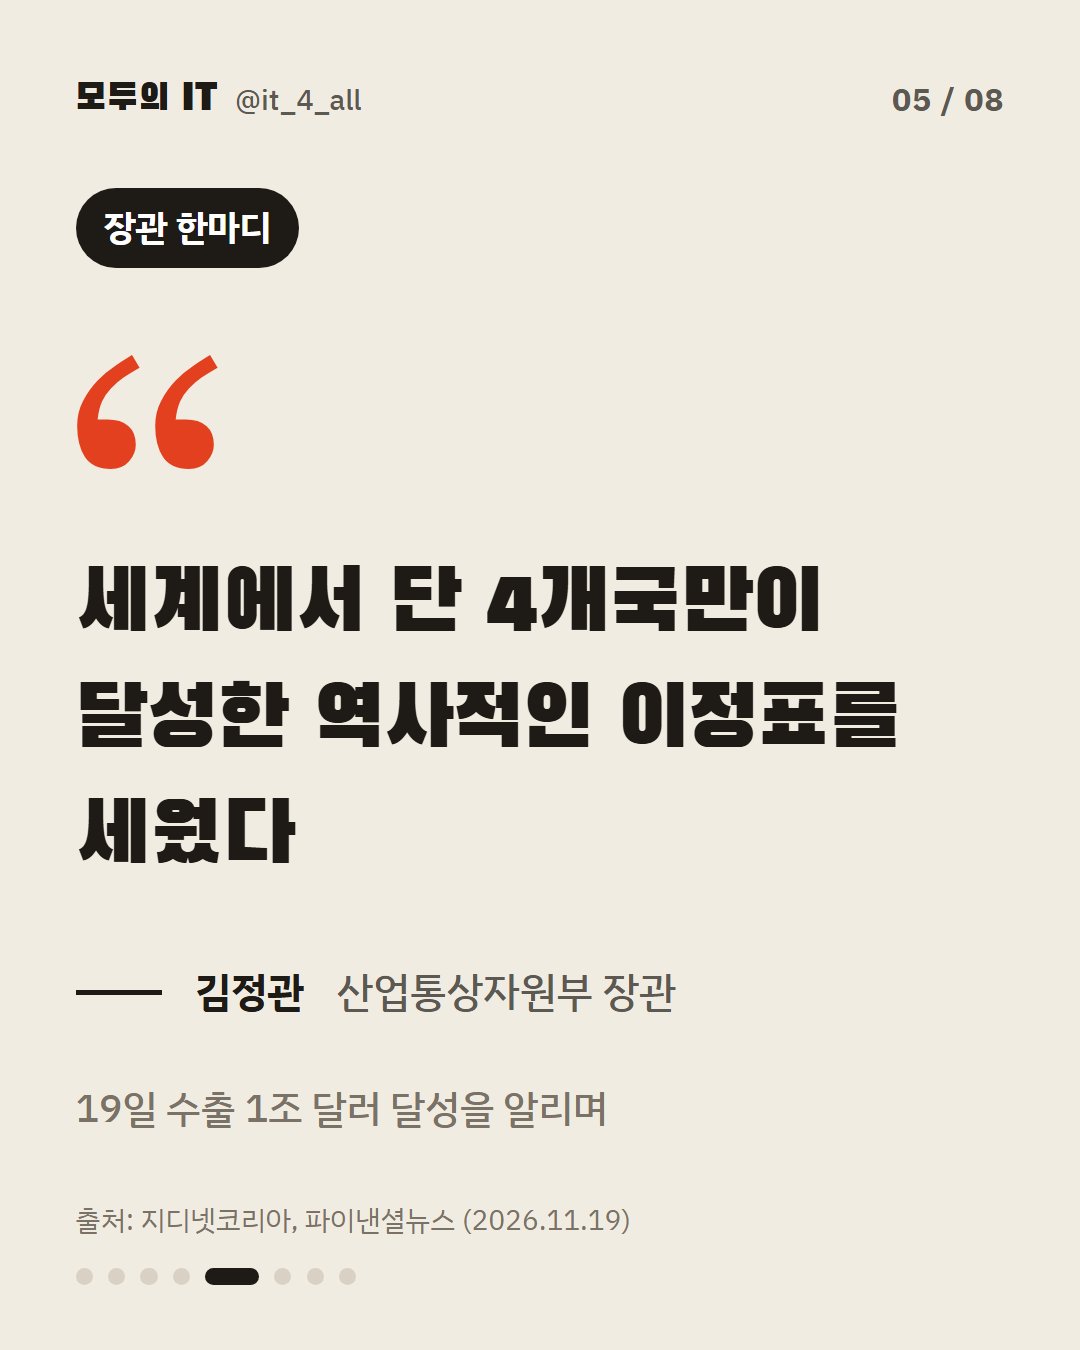 모두의 IT @it_4_all
05 / 08
장관 한마디
“
세계에서 단 4개국만이
달성한 역사적인 이정표를
세웠다
김정관 산업통상자원부 장관
19일 수출 1조 달러 달성을 알리며
출처: 지디넷코리아, 파이낸셜뉴스 (2026.11.19)